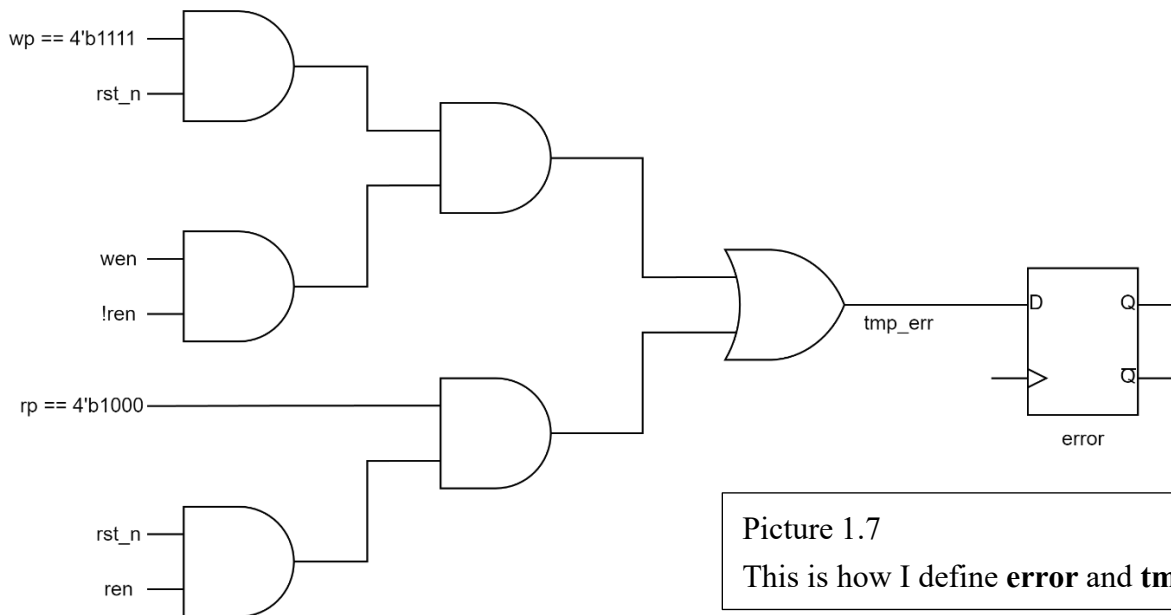 wp == 4'b1111
rst_n
wen
!ren
rp == 4'b1000
rst_n
ren
tmp_err
D
Q
Q̅
error
Picture 1.7
This is how I define error and